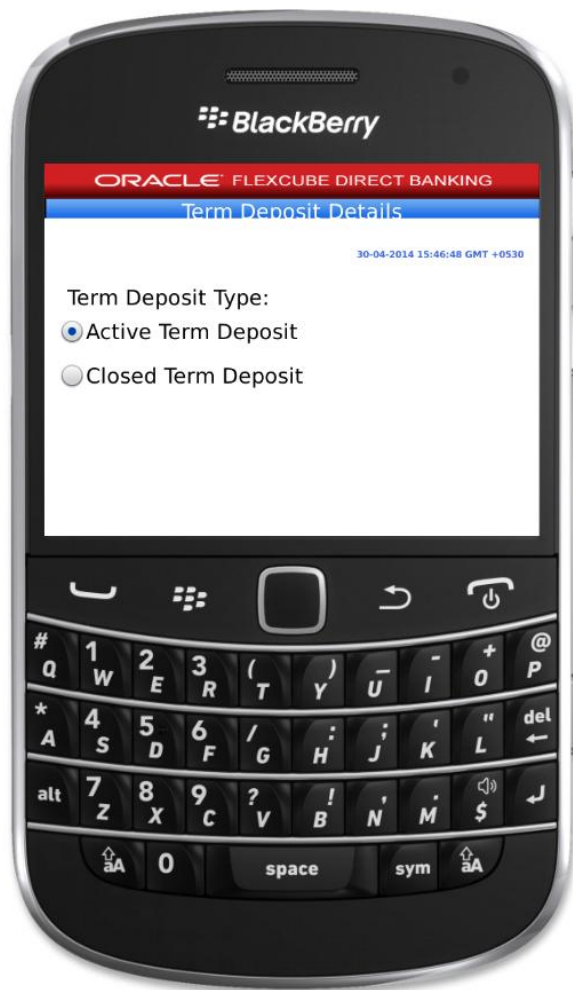 BlackBerry
ORACLE FLEXCUBE DIRECT BANKING
Term Deposit Details
30-04-2014 15:46:48 GMT +0530
Term Deposit Type:
Active Term Deposit
Closed Term Deposit
# Q 1 W 2 E 3 R ( T ) Y _ U - I + O @ P
* A 4 S 5 D 6 F / G : H ; J ' K " L del
alt 7 Z 8 X 9 C ? V ! B , N . M $
aA 0 space sym aA